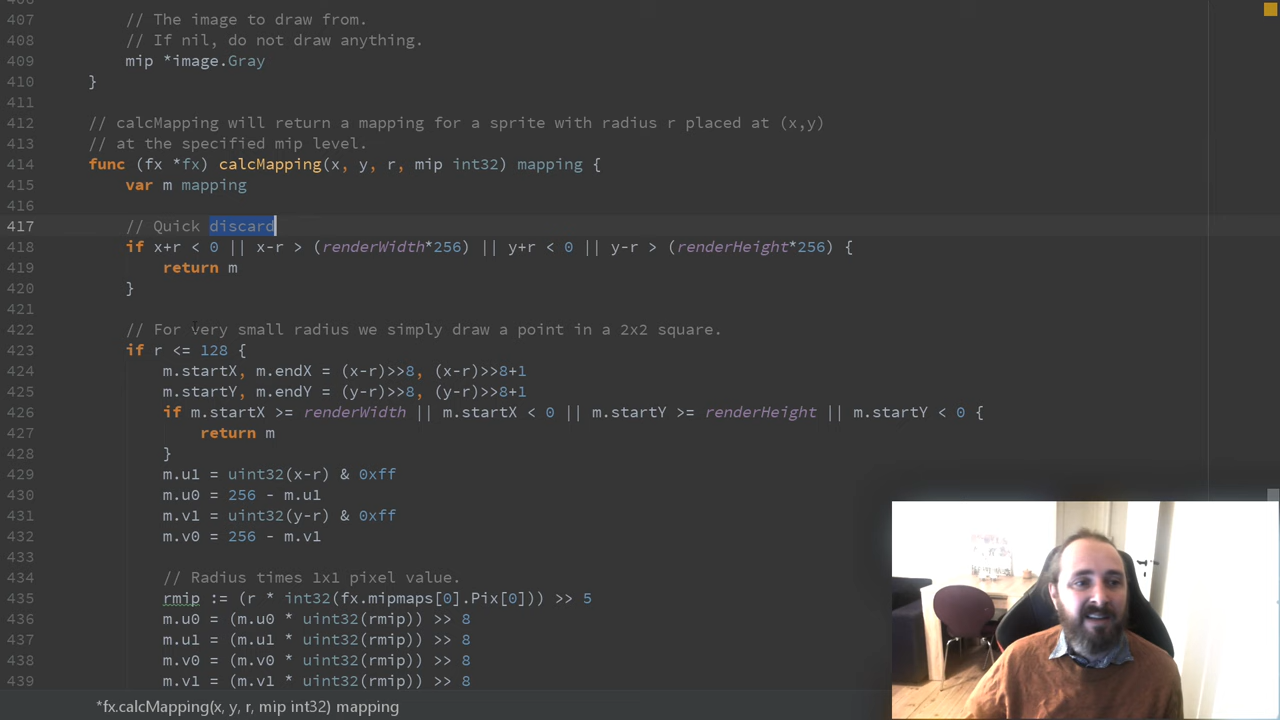 407 // The image to draw from.
408 // If nil, do not draw anything.
409 mip *image.Gray
410 }
411
412 // calcMapping will return a mapping for a sprite with radius r placed at (x,y)
413 // at the specified mip level.
414 func (fx *fx) calcMapping(x, y, r, mip int32) mapping {
415 var m mapping
416
417 // Quick discard
418 if x+r < 0 || x-r > (renderWidth*256) || y+r < 0 || y-r > (renderHeight*256) {
419 return m
420 }
421
422 // For very small radius we simply draw a point in a 2x2 square.
423 if r <= 128 {
424 m.startX, m.endX = (x-r)>>8, (x-r)>>8+1
425 m.startY, m.endY = (y-r)>>8, (y-r)>>8+1
426 if m.startX >= renderWidth || m.startX < 0 || m.startY >= renderHeight || m.startY < 0 {
427 return m
428 }
429 m.u1 = uint32(x-r) & 0xff
430 m.u0 = 256 - m.u1
431 m.v1 = uint32(y-r) & 0xff
432 m.v0 = 256 - m.v1
433
434 // Radius times 1x1 pixel value.
435 rmip := (r * int32(fx.mipmaps[0].Pix[0])) >> 5
436 m.u0 = (m.u0 * uint32(rmip)) >> 8
437 m.u1 = (m.u1 * uint32(rmip)) >> 8
438 m.v0 = (m.v0 * uint32(rmip)) >> 8
439 m.v1 = (m.v1 * uint32(rmip)) >> 8
*fx.calcMapping(x, y, r, mip int32) mapping